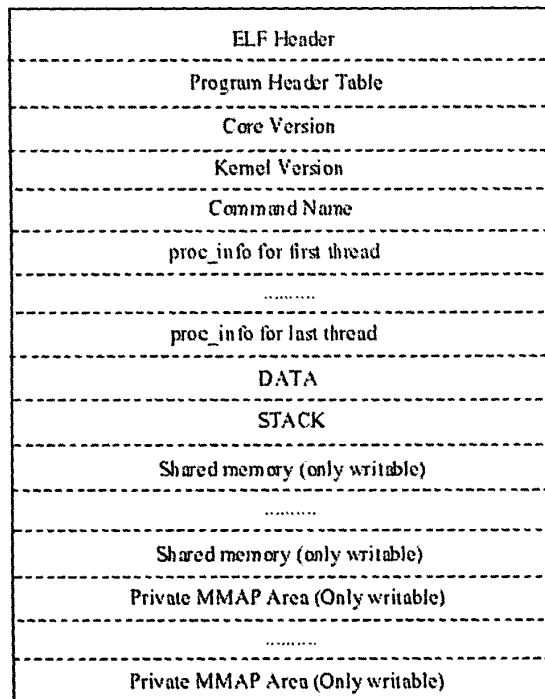 ELF Header
Program Header Table
Core Version
Kernel Version
Command Name
proc_info for first thread
..........
proc_info for last thread
DATA
STACK
Shared memory (only writable)
..........
Shared memory (only writable)
Private MMAP Area (Only writable)
..........
Private MMAP Area (Only writable)